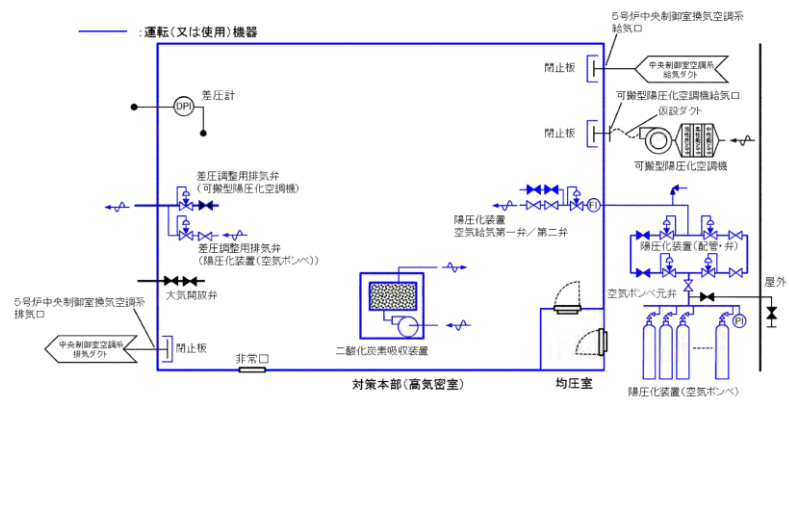 ：運転（又は使用）機器
5号炉中央制御室換気空調系
給気口
閉止板
中央制御室空調系
給気ダクト
差圧計
DPI
可搬型陽圧化空調機給気口
仮設ダクト
閉止板
可搬型陽圧化空調機
差圧調整用排気弁
（可搬型陽圧化空調機）
FI
陽圧化装置
空気給気第一弁／第二弁
差圧調整用排気弁
（陽圧化装置（空気ボンベ））
陽圧化装置（配管・弁）
屋外
大気開放弁
空気ボンベ元弁
5号炉中央制御室換気空調系
排気口
PI
中央制御室空調系
排気ダクト
閉止板
二酸化炭素吸収装置
非常口
対策本部（高気密室）
均圧室
陽圧化装置（空気ボンベ）